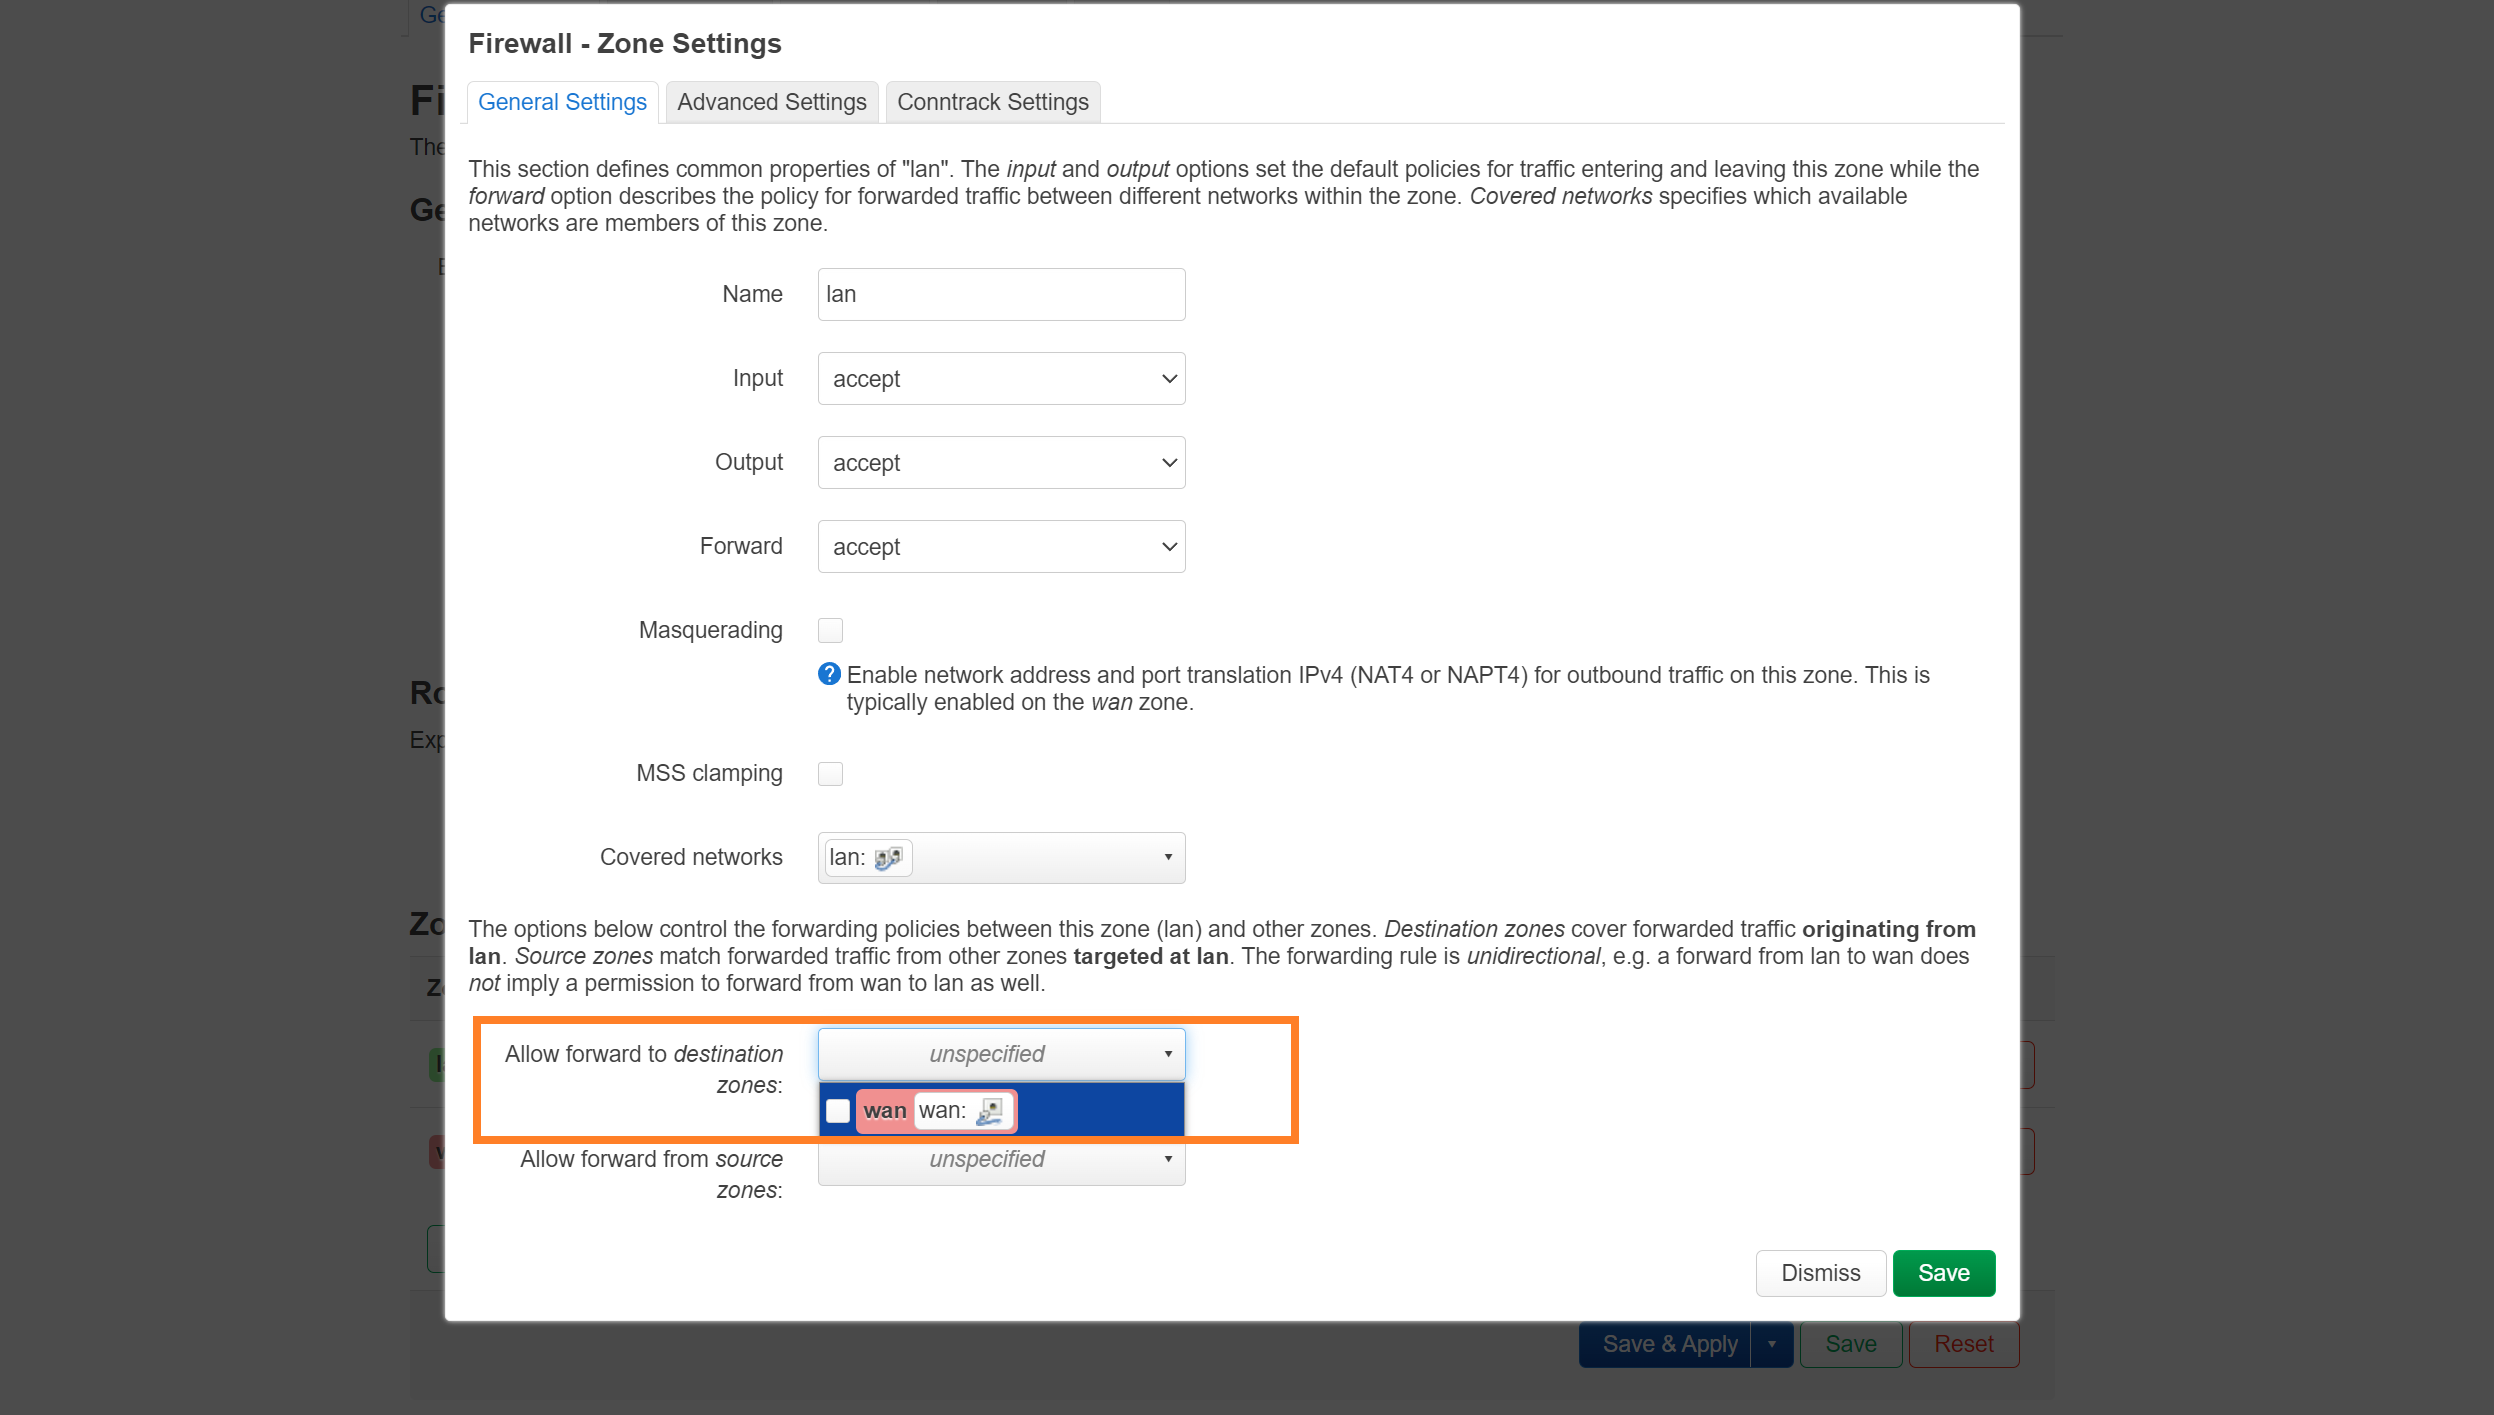 Firewall - Zone Settings
General Settings
Advanced Settings
Conntrack Settings
This section defines common properties of "lan". The input and output options set the default policies for traffic entering and leaving this zone while the
forward option describes the policy for forwarded traffic between different networks within the zone. Covered networks specifies which available
networks are members of this zone.
Name
lan
Input
accept
Output
accept
Forward
accept
Masquerading
? Enable network address and port translation IPv4 (NAT4 or NAPT4) for outbound traffic on this zone. This is
typically enabled on the wan zone.
MSS clamping
Covered networks
lan:
The options below control the forwarding policies between this zone (lan) and other zones. Destination zones cover forwarded traffic originating from
lan. Source zones match forwarded traffic from other zones targeted at lan. The forwarding rule is unidirectional, e.g. a forward from lan to wan does
not imply a permission to forward from wan to lan as well.
Allow forward to destination
zones:
unspecified
wan wan:
Allow forward from source
zones:
unspecified
Dismiss
Save
Save & Apply
Save
Reset